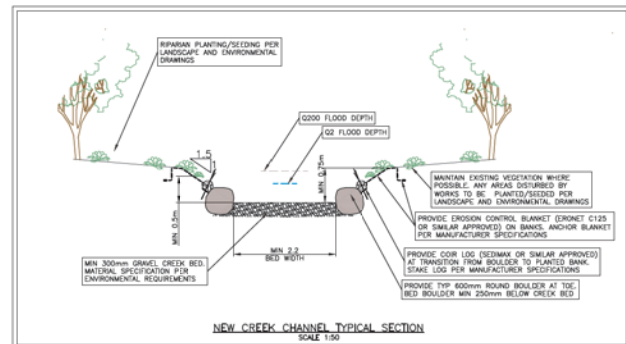 RIPARIAN PLANTING/SEEDING PER
LANDSCAPE AND ENVIRONMENTAL
DRAWINGS
Q200 FLOOD DEPTH
Q2 FLOOD DEPTH
1.5
1
MIN 0.75m
MIN 0.5m
MAINTAIN EXISTING VEGETATION WHERE
POSSIBLE. ANY AREAS DISTURBED BY
WORKS TO BE PLANTED/SEEDED PER
LANDSCAPE AND ENVIRONMENTAL DRAWINGS
PROVIDE EROSION CONTROL BLANKET (ERONET C125
OR SIMILAR APPROVED) ON BANKS. ANCHOR BLANKET
PER MANUFACTURER SPECIFICATIONS
MIN 2.2
BED WIDTH
MIN 300mm GRAVEL CREEK BED.
MATERIAL SPECIFICATION PER
ENVIRONMENTAL REQUIREMENTS
PROVIDE COIR LOG (SEDIMAX OR SIMILAR APPROVED)
AT TRANSITION FROM BOULDER TO PLANTED BANK.
STAKE LOG PER MANUFACTURER SPECIFICATIONS
PROVIDE TYP 600mm ROUND BOULDER AT TOE.
BED BOULDER MIN 250mm BELOW CREEK BED
NEW CREEK CHANNEL TYPICAL SECTION
SCALE 1:50